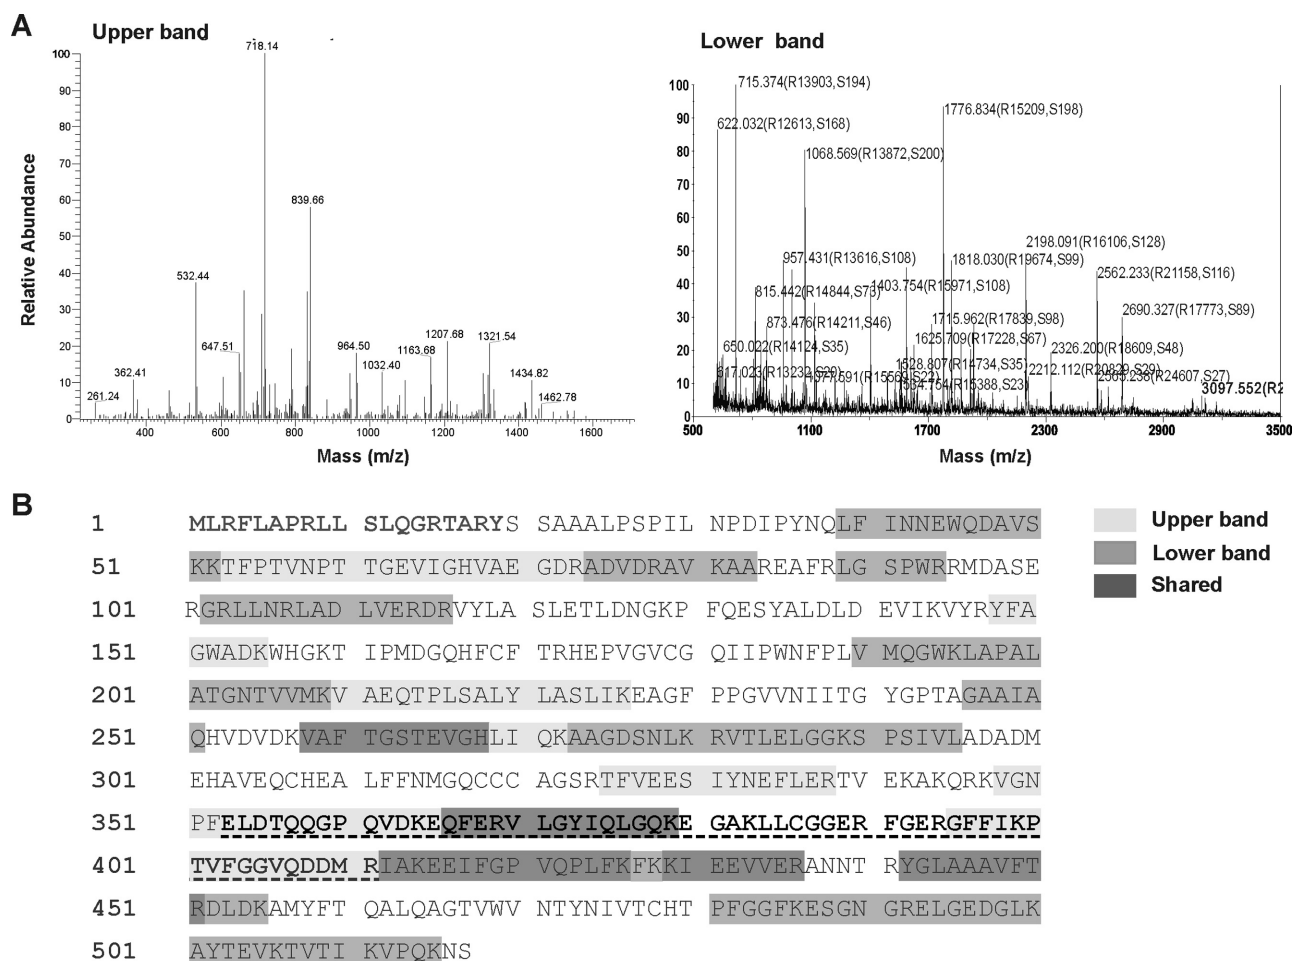 A
Upper band
Lower band
Relative Abundance
100
90
80
70
60
50
40
30
20
10
0
718.14
839.66
532.44
647.51
362.41
261.24
964.50
1032.40
1163.68
1207.68
1321.54
1434.82
1462.78
400
600
800
1000
1200
1400
1600
Mass (m/z)
100
90
80
70
60
50
40
30
20
10
0
715.374(R13903,S194)
622.032(R12613,S168)
1776.834(R15209,S198)
1068.569(R13872,S200)
957.431(R13616,S108)
1818.030(R19674,S99)
2198.091(R16106,S128)
2562.233(R21158,S116)
815.442(R14844,S73)
1403.754(R15971,S108)
2690.327(R17773,S89)
873.476(R14211,S46)
1715.962(R17839,S98)
650.022(R14124,S35)
1625.709(R17228,S67)
2326.200(R18609,S48)
1528.807(R14734,S35)
2212.112(R20829,S29)
3097.552(R2
500
1100
1700
2300
2900
3500
Mass (m/z)
B
1 MLRFLAPRLL SLQGRTARYS SAAALPSPIL NPDIPYNQLF INNEWQDAVS
51 KKTFPTVNPT TGEVIGHVAE GDRADVDRAV KAAREAFRLG SPWRRMDASE
101 RGRLLNRLAD LVERDRVYLA SLETLDNGKP FQESYALDLD EVIKVYRYFA
151 GWADKWHGKT IPMDGQHFCF TRHEPVGVCG QIIPWNFPLV MQGWKLAPAL
201 ATGNTVVMKV AEQTPLSALY LASLIKEAGF PPGVVNIITG YGPTAGAAIA
251 QHVDVDKVAF TGSTEVGHLI QKAAGDSNLK RVTLELGGKS PSIVLADADM
301 EHAVEQCHEA LFFNMGQCCC AGSRTFVEES IYNEFLERTV EKAKQRKVGN
351 PFELDTQQGP QVDKEQFERV LGYIQLGQKE GAKLLCGGER FGERGFFIKP
401 TVFGGVQDDM RIAKEEIFGP VQPLFKFKKI EEVVERANNT RYGLAAAVFT
451 RDLDKAMYFT QALQAGTVWV NTYNIVTCHT PFGGFKESGN GRELGEDGLK
501 AYTEVKTVTI KVPQKNS
Upper band
Lower band
Shared